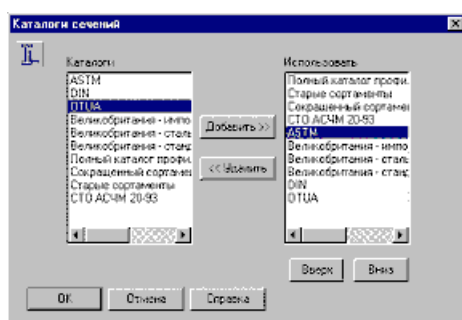 Каталоги сечений
Каталоги
ASTM
DIN
OTUA
Великобритания - импо
Великобритания - сталь
Великобритания - станд
Полный каталог профи.
Сокращенный сортамен
Старые сортаменты
СТО АСЧМ 20-93
Добавить >>
<< Удалить
Использовать
Полный каталог профи.
Старые сортаменты
Сокращенный сортамен
СТО АСЧМ 20-93
ASTM
Великобритания - импо
Великобритания - сталь
Великобритания - станд
DIN
OTUA
Вверх
Вниз
OK
Отмена
Справка